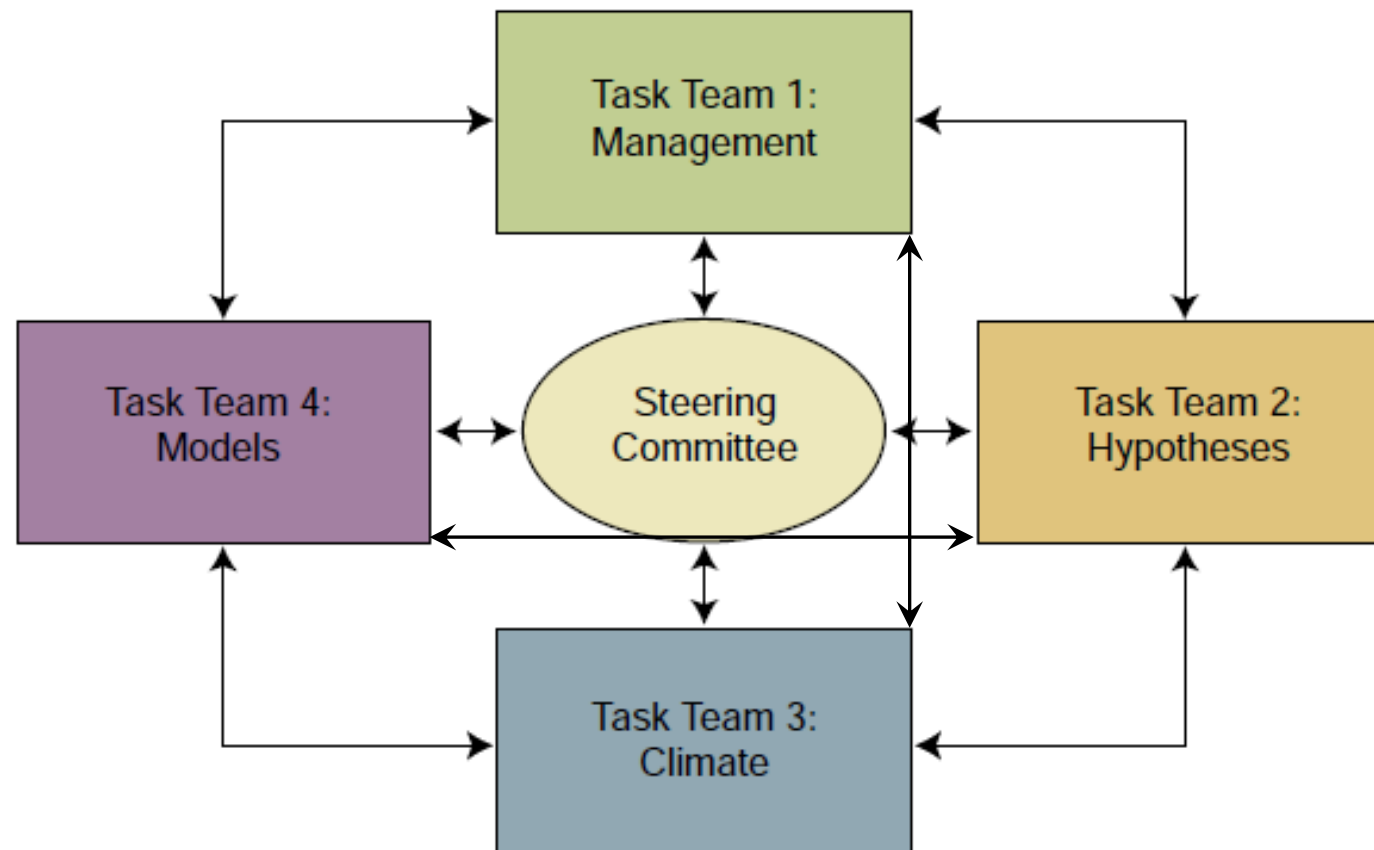 Task Team 1:
Management
Task Team 4:
Models
Steering
Committee
Task Team 2:
Hypotheses
Task Team 3:
Climate